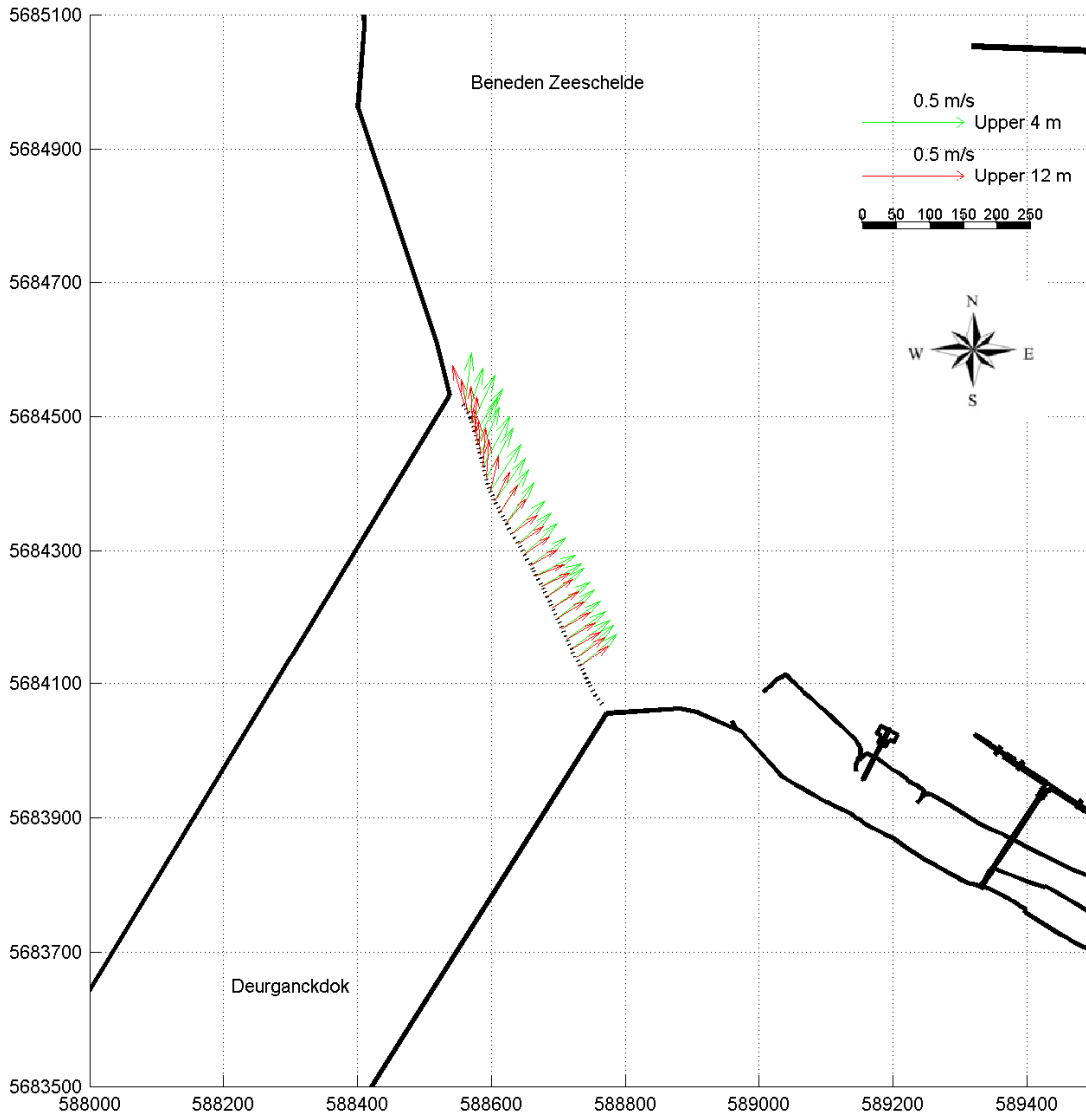 5685100
Beneden Zeeschelde
0.5 m/s
Upper 4 m
5684900
0.5 m/s
Upper 12 m
0 50 100 150 200 250
5684700
N
W E
S
5684500
5684300
5684100
5683900
5683700
Deurganckdok
5683500
588000 588200 588400 588600 588800 589000 589200 589400